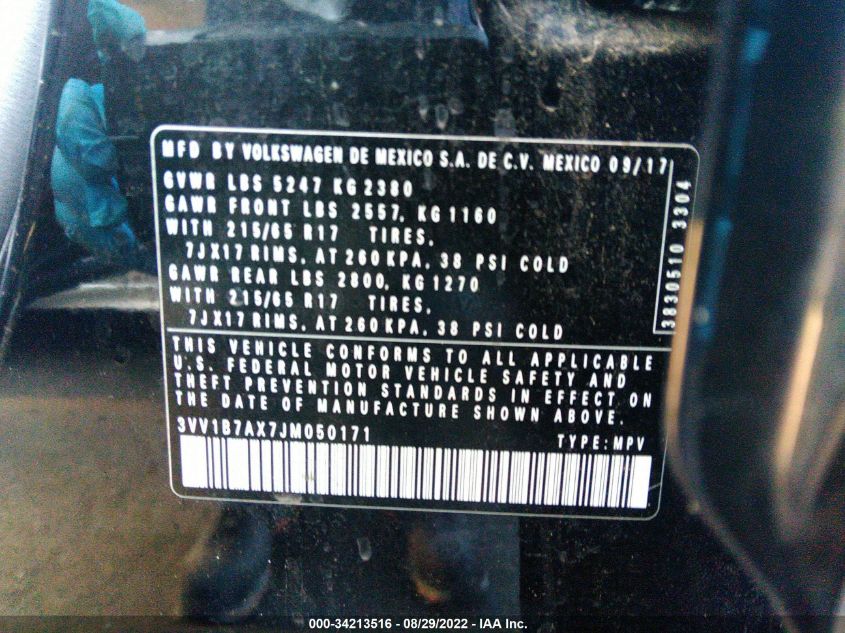 MFD BY VOLKSWAGEN DE MEXICO S.A. DE C.V. MEXICO 09/17
GVWR LBS 5247 KG 2380
GAWR FRONT LBS 2557, KG 1160
WITH 215/65 R17 TIRES,
7JX17 RIMS, AT 260 KPA, 38 PSI COLD
GAWR REAR LBS 2800, KG 1270
WITH 215/65 R17 TIRES,
7JX17 RIMS, AT 260 KPA, 38 PSI COLD
3830510 3304
THIS VEHICLE CONFORMS TO ALL APPLICABLE
U.S. FEDERAL MOTOR VEHICLE SAFETY AND
THEFT PREVENTION STANDARDS IN EFFECT ON
THE DATE OF MANUFACTURE SHOWN ABOVE.
3VV1B7AX7JM050171 TYPE: MPV
000-34213516 - 08/29/2022 - IAA Inc.